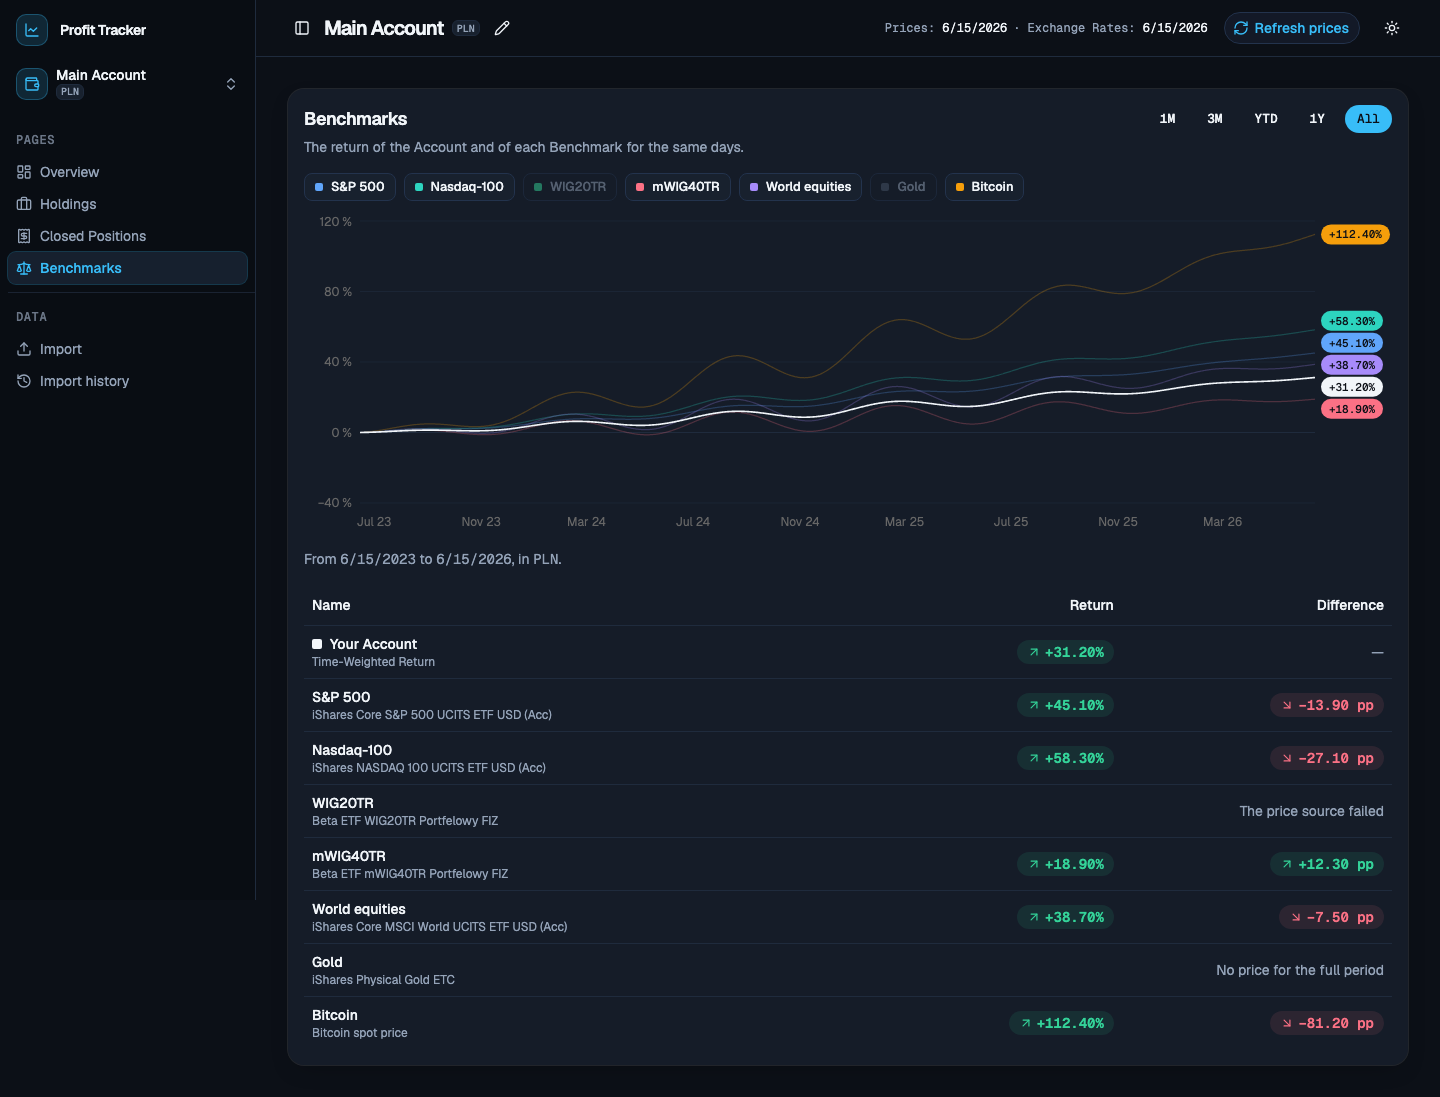 Profit Tracker
Main Account
PLN
PAGES
Overview
Holdings
Closed Positions
Benchmarks
DATA
Import
Import history
Main Account PLN
Prices: 6/15/2026 · Exchange Rates: 6/15/2026
Refresh prices
Benchmarks
1M 3M YTD 1Y All
The return of the Account and of each Benchmark for the same days.
S&P 500 Nasdaq-100 WIG20TR mWIG40TR World equities Gold Bitcoin
120 %
80 %
40 %
0 %
−40 %
+112.40%
+58.30%
+45.10%
+38.70%
+31.20%
+18.90%
Jul 23 Nov 23 Mar 24 Jul 24 Nov 24 Mar 25 Jul 25 Nov 25 Mar 26
From 6/15/2023 to 6/15/2026, in PLN.
Name Return Difference
Your Account
Time-Weighted Return
+31.20% —
S&P 500
iShares Core S&P 500 UCITS ETF USD (Acc)
+45.10% −13.90 pp
Nasdaq-100
iShares NASDAQ 100 UCITS ETF USD (Acc)
+58.30% −27.10 pp
WIG20TR
Beta ETF WIG20TR Portfelowy FIZ
The price source failed
mWIG40TR
Beta ETF mWIG40TR Portfelowy FIZ
+18.90% +12.30 pp
World equities
iShares Core MSCI World UCITS ETF USD (Acc)
+38.70% −7.50 pp
Gold
iShares Physical Gold ETC
No price for the full period
Bitcoin
Bitcoin spot price
+112.40% −81.20 pp